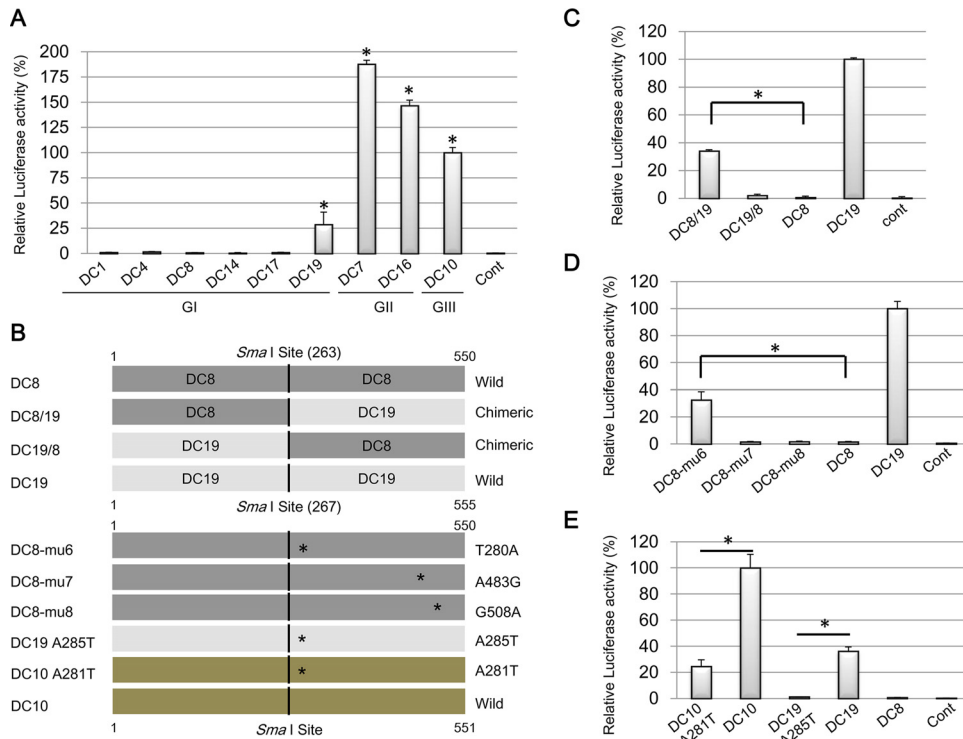 A
Relative Luciferase activity (%)
200
175
150
125
100
75
50
25
0
*
*
*
*
DC1
DC4
DC8
DC14
DC17
DC19
DC7
DC16
DC10
Cont
GI
GII
GIII
B
1
Sma I Site (263)
550
DC8
DC8
DC8
Wild
DC8/19
DC8
DC19
Chimeric
DC19/8
DC19
DC8
Chimeric
DC19
DC19
DC19
Wild
1
Sma I Site (267)
555
1
550
DC8-mu6
*
T280A
DC8-mu7
*
A483G
DC8-mu8
*
G508A
DC19 A285T
*
A285T
DC10 A281T
*
A281T
DC10
Wild
1
Sma I Site
551
C
Relative Luciferase activity (%)
120
100
80
60
40
20
0
*
DC8/19
DC19/8
DC8
DC19
cont
D
Relative Luciferase activity (%)
120
100
80
60
40
20
0
*
DC8-mu6
DC8-mu7
DC8-mu8
DC8
DC19
Cont
E
Relative Luciferase activity (%)
120
100
80
60
40
20
0
*
*
DC10
A281T
DC10
DC19
A285T
DC19
DC8
Cont